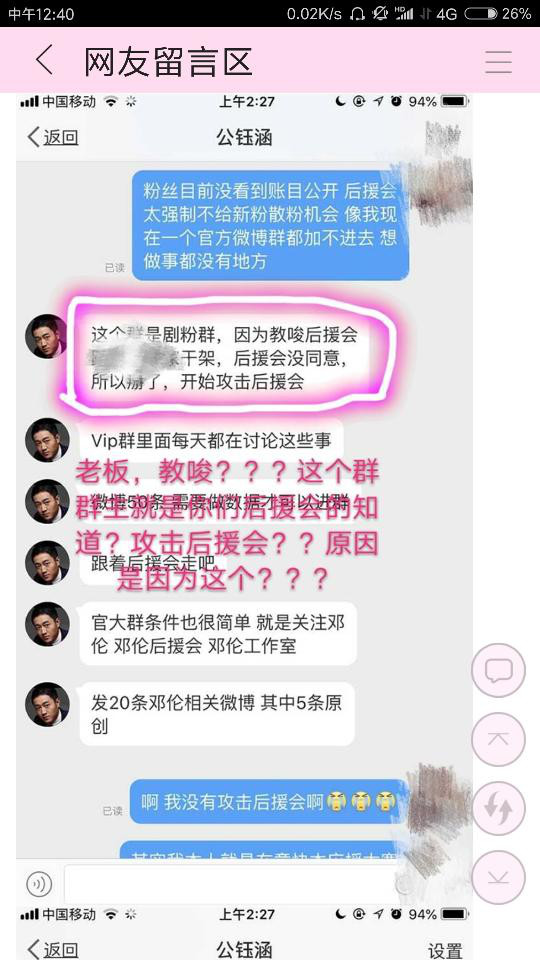 中午12:40
0.02K/s
HD
4G
26%
网友留言区
中国移动
上午2:27
94%
返回
公钰涵
粉丝目前没看到账目公开 后援会
太强制不给新粉散粉机会 像我现
在一个官方微博群都加不进去 想
做事都没有地方
已读
这个群是剧粉群，因为教唆后援会
干架，后援会没同意，
所以掰了，开始攻击后援会
Vip群里面每天都在讨论这些事
老板，教唆？？？这个群
微博50条 需要做数据才可以进群
群主就是你们后援会的知
道？攻击后援会？？原因
跟着后援会走吧
是因为这个？？？
官大群条件也很简单 就是关注邓
伦 邓伦后援会 邓伦工作室
发20条邓伦相关微博 其中5条原
创
已读
啊 我没有攻击后援会啊😭😭😭
中国移动
上午2:27
94%
返回
公钰涵
设置